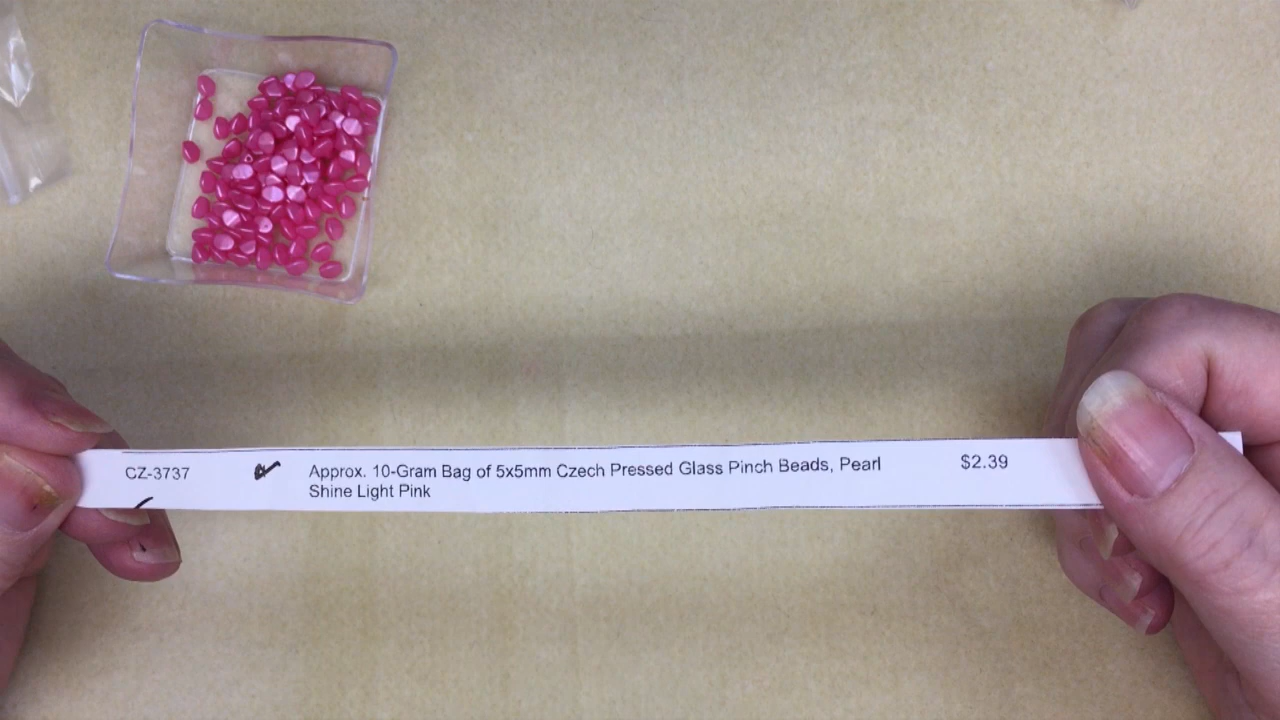 CZ-3737 Approx. 10-Gram Bag of 5x5mm Czech Pressed Glass Pinch Beads, Pearl $2.39
Shine Light Pink